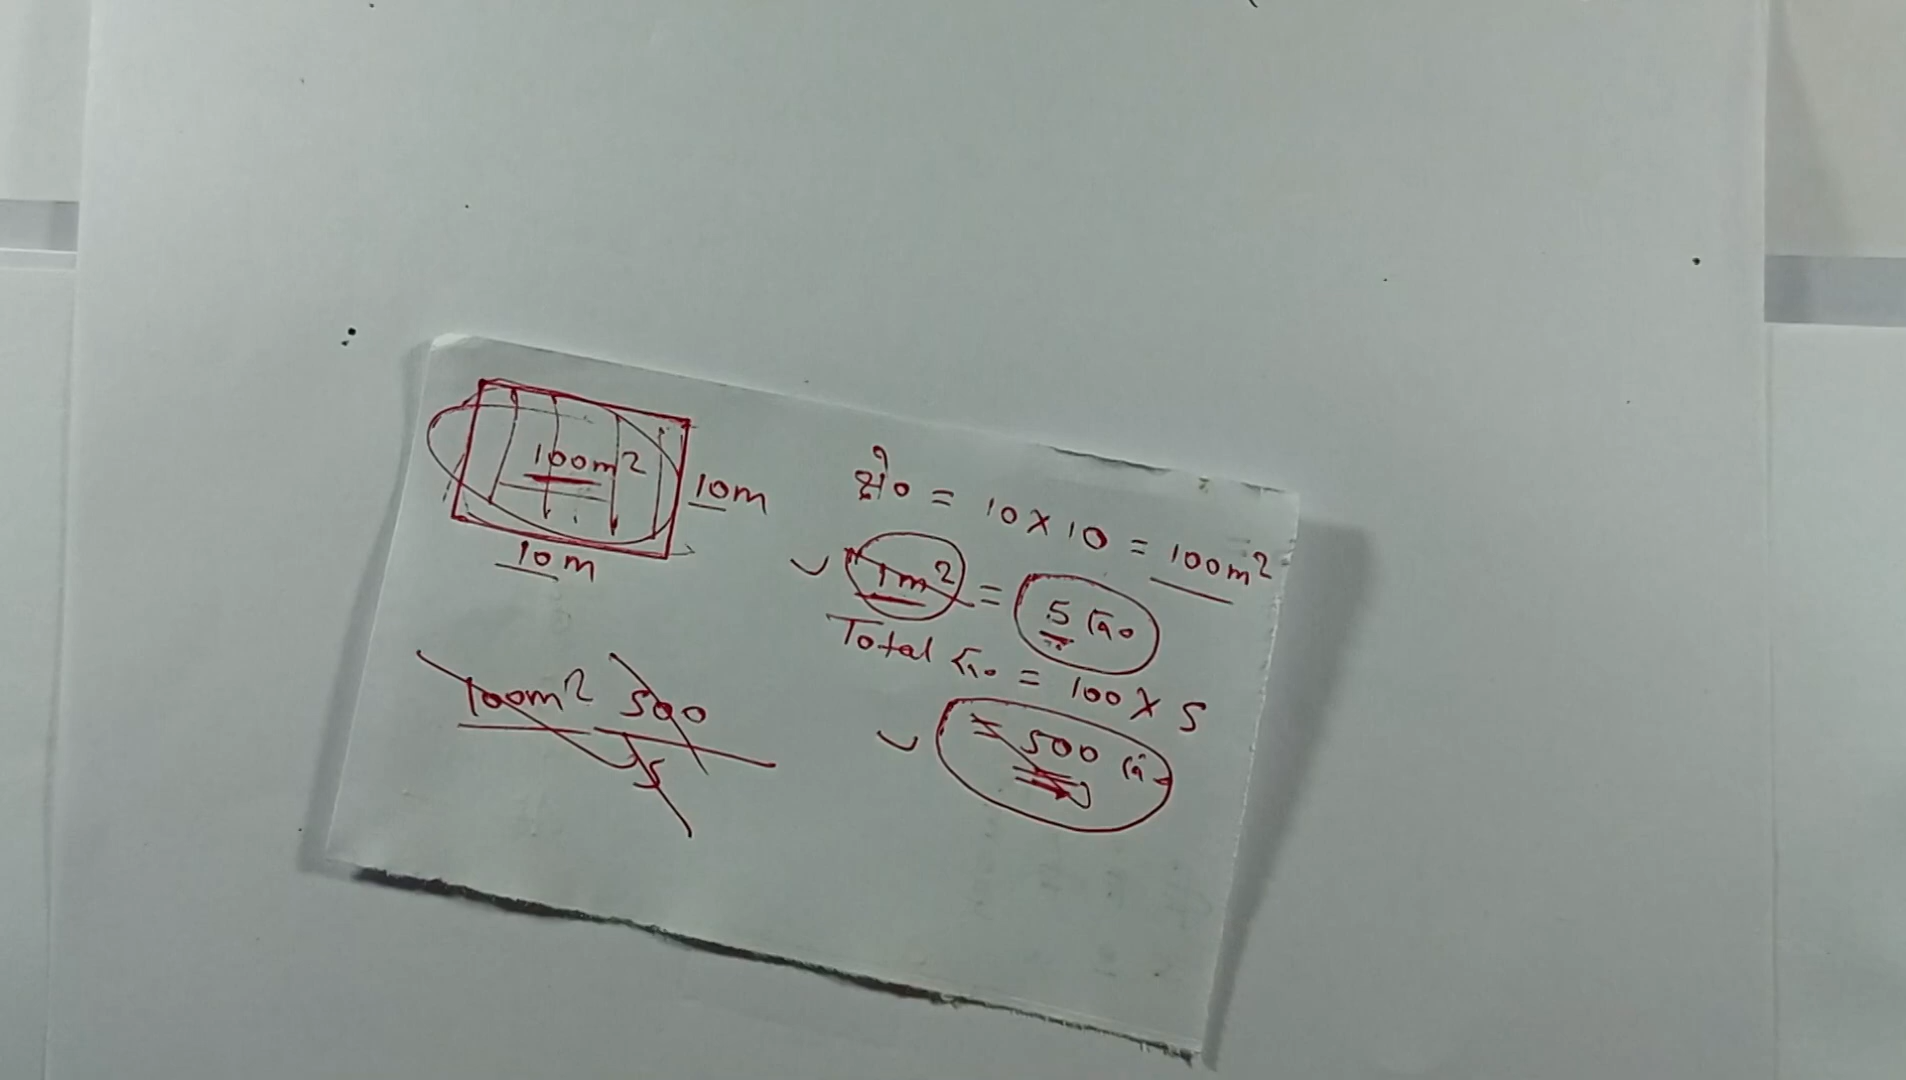 100m2
10m
10m
क्षे० = 10 X 10 = 100m2
1m2 = 5 कि०
Total कि० = 100 X 5
= 500 कि.
100m2 500
5